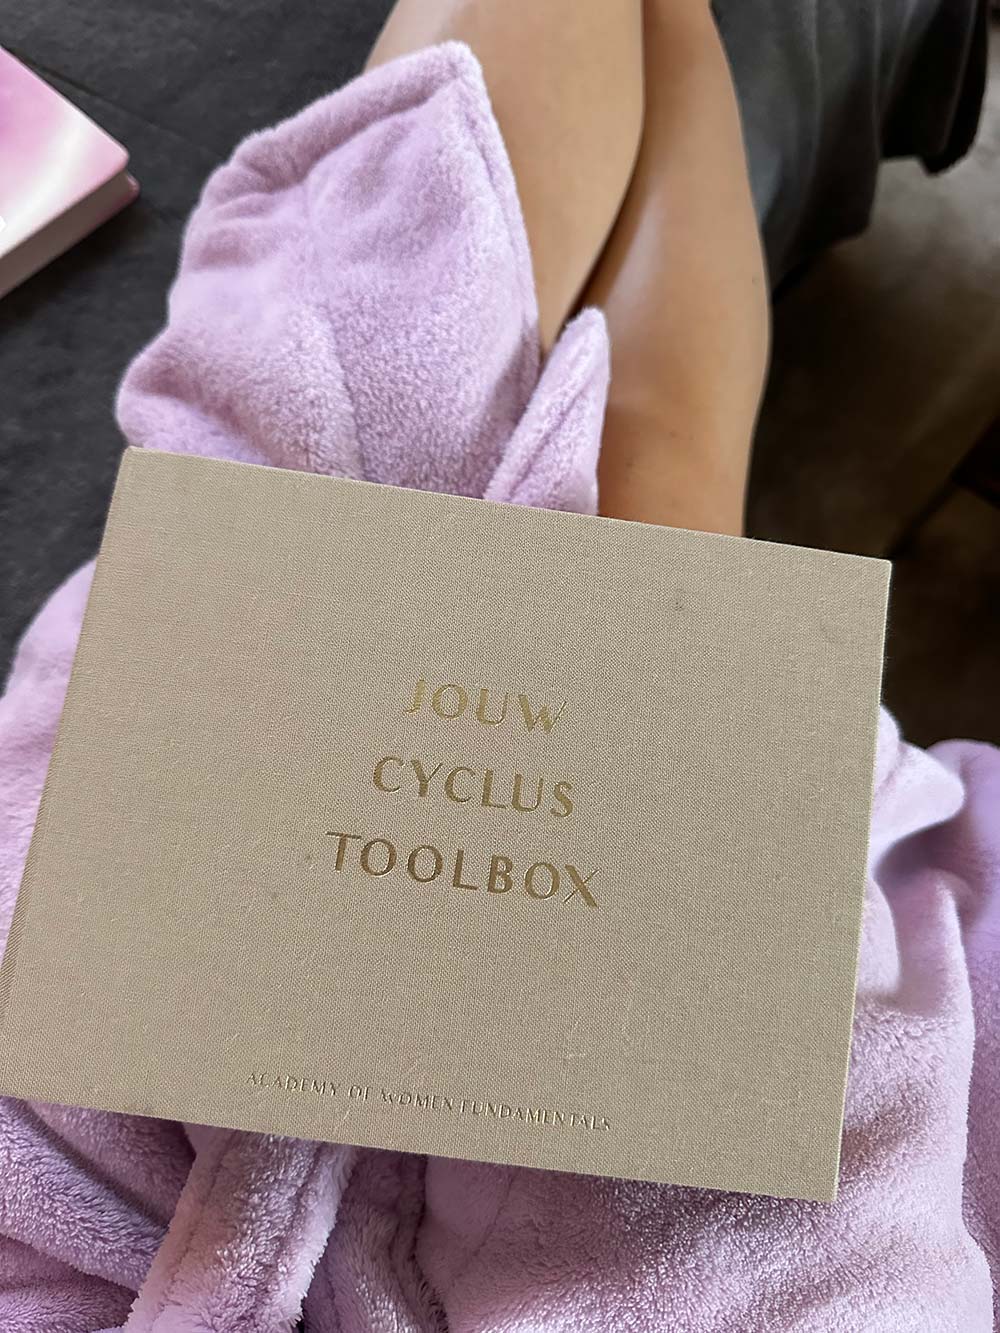 JOUW
CYCLUS
TOOLBOX
ACADEMY OF WOMEN FUNDAMENTALS